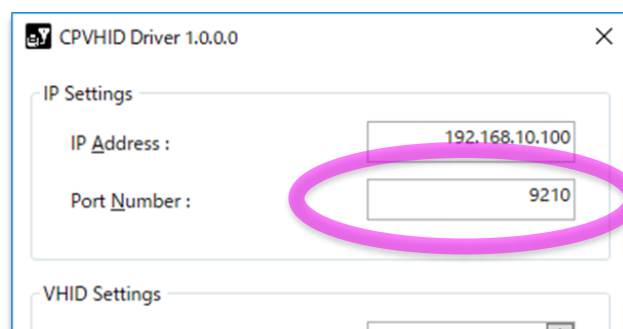 CPVHID Driver 1.0.0.0
IP Settings
IP Address : 192.168.10.100
Port Number : 9210
VHID Settings